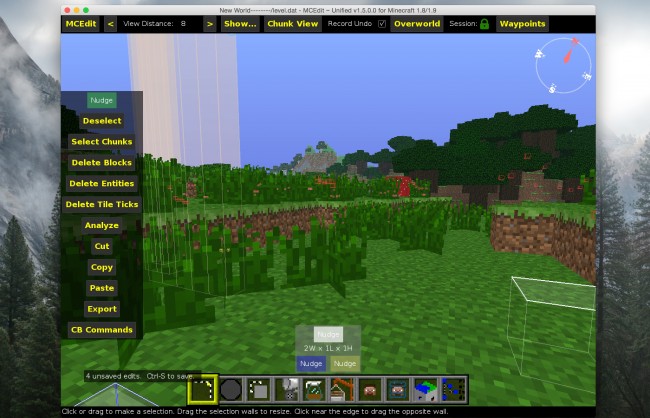 New World--------/level.dat - MCEdit ~ Unified v1.5.0.0 for Minecraft 1.8/1.9
MCEdit < View Distance: 8 > Show... Chunk View Record Undo Overworld Session: Waypoints
Nudge
Deselect
Select Chunks
Delete Blocks
Delete Entities
Delete Tile Ticks
Analyze
Cut
Copy
Paste
Export
CB Commands
Nudge
2W × 1L × 1H
Nudge Nudge
4 unsaved edits. Ctrl-S to save.
Click or drag to make a selection. Drag the selection walls to resize. Click near the edge to drag the opposite wall.